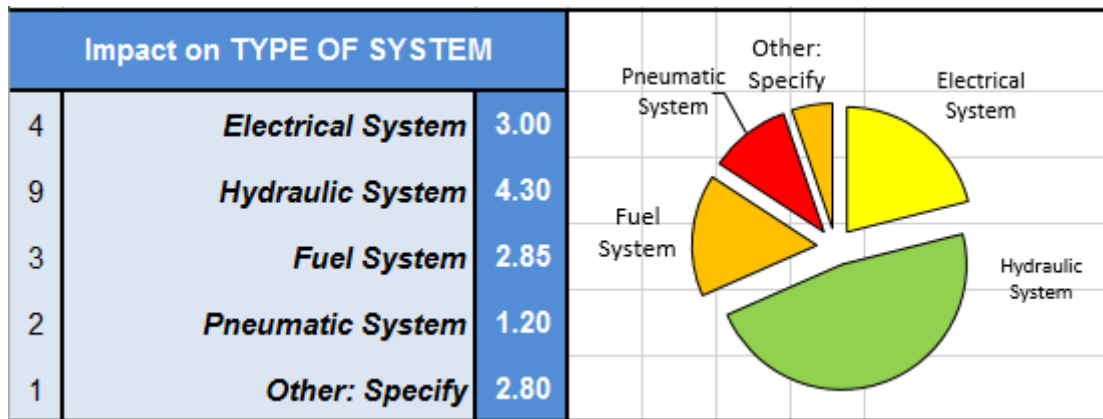 Impact on TYPE OF SYSTEM
4 Electrical System 3.00
9 Hydraulic System 4.30
3 Fuel System 2.85
2 Pneumatic System 1.20
1 Other: Specify 2.80
Other:
Specify
Pneumatic
System
Electrical
System
Fuel
System
Hydraulic
System